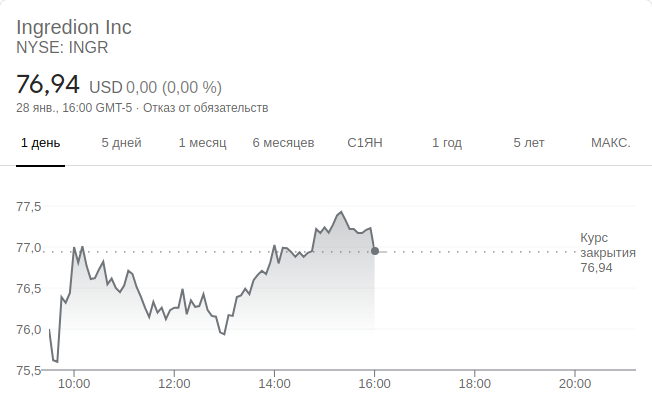 Ingredion Inc
NYSE: INGR
76,94 USD 0,00 (0,00 %)
28 янв., 16:00 GMT-5 · Отказ от обязательств
1 день 5 дней 1 месяц 6 месяцев С1ЯН 1 год 5 лет МАКС.
77,5
Курс
77,0 закрытия
76,94
76,5
76,0
75,5
10:00 12:00 14:00 16:00 18:00 20:00